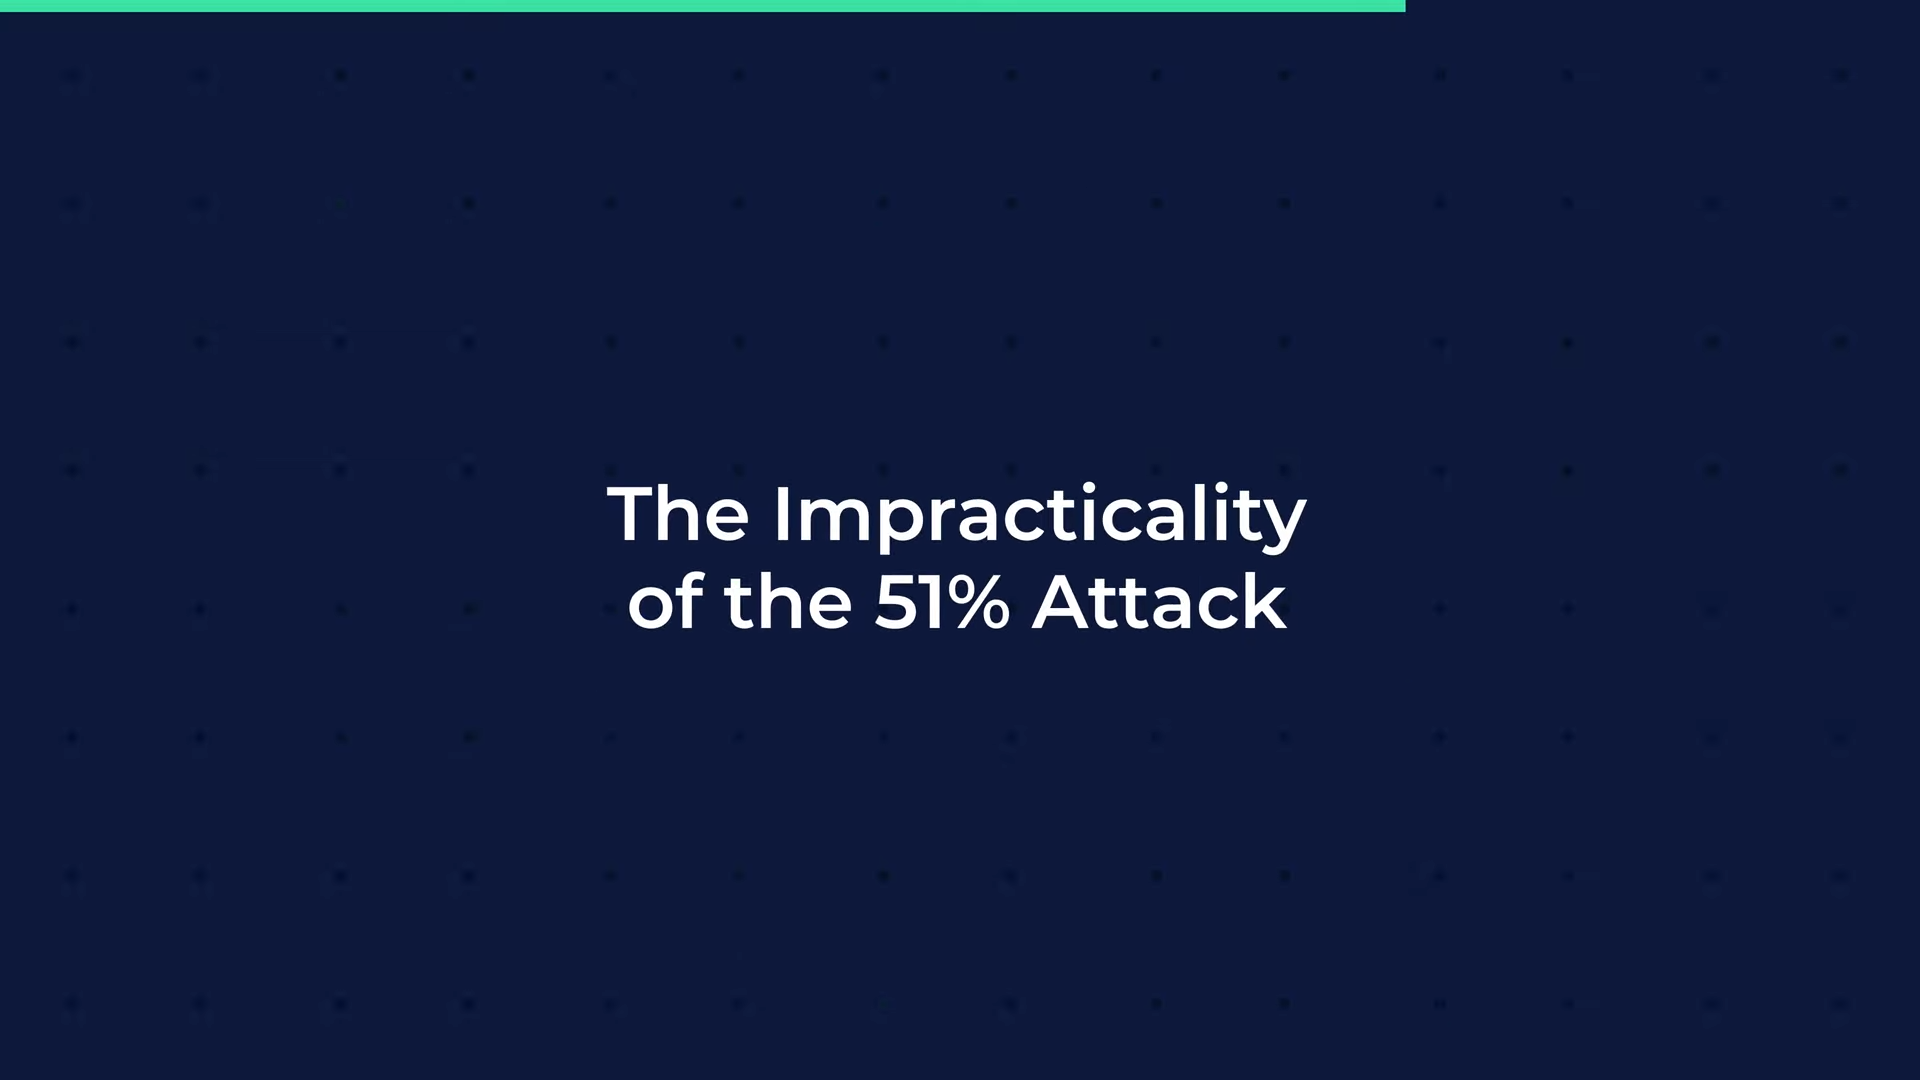 The Impracticality
of the 51% Attack